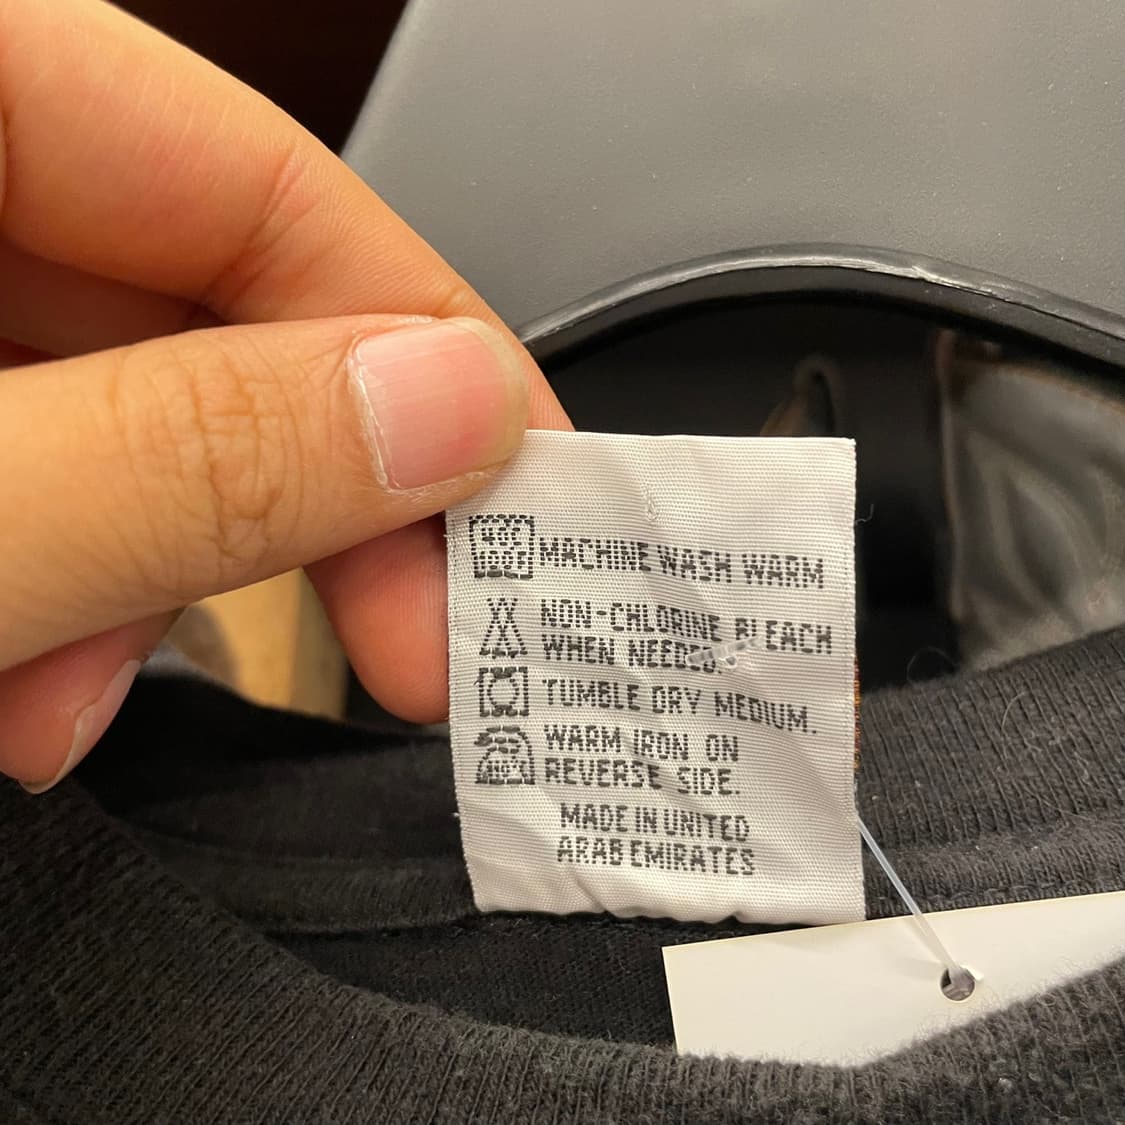 MACHINE WASH WARM
NON-CHLORINE BLEACH
WHEN NEEDED.
TUMBLE DRY MEDIUM.
WARM IRON ON
REVERSE SIDE.
MADE IN UNITED
ARAB EMIRATES